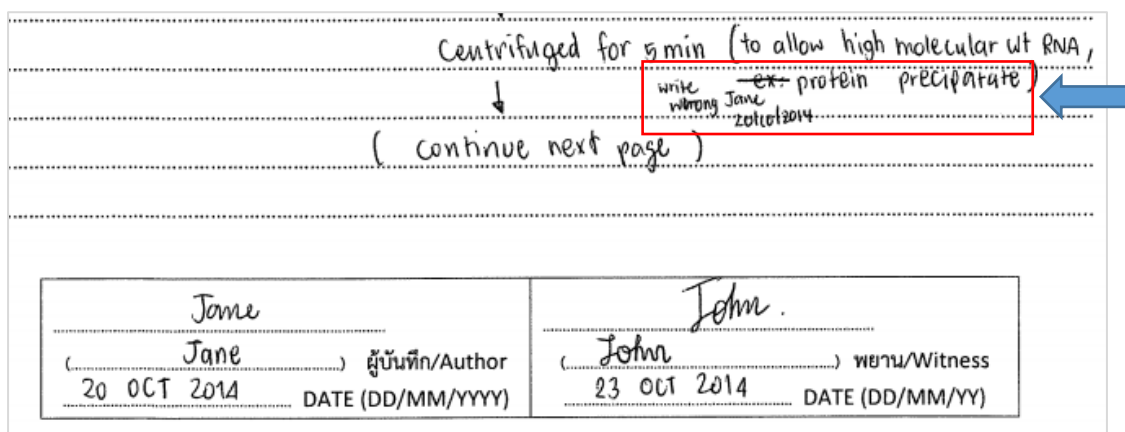 Centrifuged for 5 min (to allow high molecular wt RNA,
ex. protein precipatate)
write
wrong Jane
20/10/2014
( continue next page )
Jane
John.
(Jane) ผู้บันทึก/Author
(John) พยาน/Witness
20 OCT 2014 DATE (DD/MM/YYYY)
23 OCT 2014 DATE (DD/MM/YY)